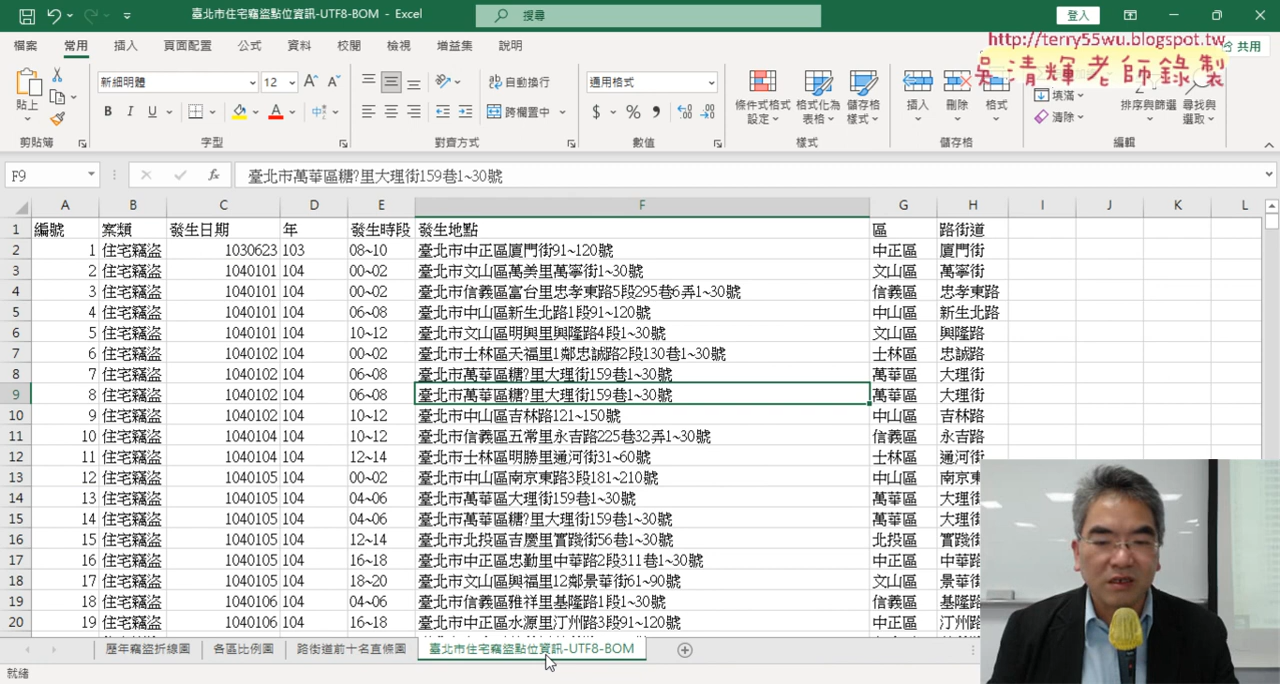 臺北市住宅竊盜點位資訊-UTF8-BOM - Excel
搜尋
登入
檔案 常用 插入 頁面配置 公式 資料 校閱 檢視 增益集 說明
共用
http://terry55wu.blogspot.tw
吳清輝老師錄製
貼上
新細明體 12
B I U
自動換行
跨欄置中
通用格式
$ % ,
條件式格式設定
格式化為表格
儲存格樣式
插入 刪除 格式
填滿
清除
排序與篩選
尋找與選取
剪貼簿 字型 對齊方式 數值 樣式 儲存格 編輯
F9 fx 臺北市萬華區糖?里大理街159巷1~30號
A B C D E F G H I J K L
1 編號 案類 發生日期 年 發生時段 發生地點 區 路街道
2 1 住宅竊盜 1030623 103 08~10 臺北市中正區廈門街91~120號 中正區 廈門街
3 2 住宅竊盜 1040101 104 00~02 臺北市文山區萬美里萬寧街1~30號 文山區 萬寧街
4 3 住宅竊盜 1040101 104 00~02 臺北市信義區富台里忠孝東路5段295巷6弄1~30號 信義區 忠孝東路
5 4 住宅竊盜 1040101 104 06~08 臺北市中山區新生北路1段91~120號 中山區 新生北路
6 5 住宅竊盜 1040101 104 10~12 臺北市文山區明興里興隆路4段1~30號 文山區 興隆路
7 6 住宅竊盜 1040102 104 00~02 臺北市士林區天福里1鄰忠誠路2段130巷1~30號 士林區 忠誠路
8 7 住宅竊盜 1040102 104 06~08 臺北市萬華區糖?里大理街159巷1~30號 萬華區 大理街
9 8 住宅竊盜 1040102 104 06~08 臺北市萬華區糖?里大理街159巷1~30號 萬華區 大理街
10 9 住宅竊盜 1040102 104 10~12 臺北市中山區吉林路121~150號 中山區 吉林路
11 10 住宅竊盜 1040104 104 10~12 臺北市信義區五常里永吉路225巷32弄1~30號 信義區 永吉路
12 11 住宅竊盜 1040104 104 12~14 臺北市士林區明勝里通河街31~60號 士林區 通河街
13 12 住宅竊盜 1040105 104 00~02 臺北市中山區南京東路3段181~210號 中山區 南京東
14 13 住宅竊盜 1040105 104 04~06 臺北市萬華區大理街159巷1~30號 萬華區 大理街
15 14 住宅竊盜 1040105 104 04~06 臺北市萬華區糖?里大理街159巷1~30號 萬華區 大理街
16 15 住宅竊盜 1040105 104 12~14 臺北市北投區吉慶里實踐街56巷1~30號 北投區 實踐街
17 16 住宅竊盜 1040105 104 16~18 臺北市中正區忠勤里中華路2段311巷1~30號 中正區 中華路
18 17 住宅竊盜 1040105 104 18~20 臺北市文山區興福里12鄰景華街61~90號 文山區 景華街
19 18 住宅竊盜 1040106 104 04~06 臺北市信義區雅祥里基隆路1段1~30號 信義區 基隆路
20 19 住宅竊盜 1040106 104 16~18 臺北市中正區水源里汀州路3段91~120號 中正區 汀州路
歷年竊盜折線圖 各區比例圖 路街道前十名直條圖 臺北市住宅竊盜點位資訊-UTF8-BOM
就緒